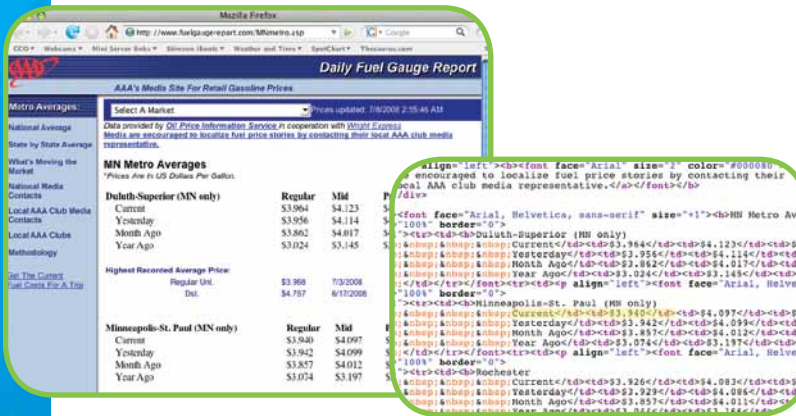 Mozilla Firefox
http://www.fuelgaugereport.com/MNmetro.asp
Google
CCO Webcams Mini Server Links Stimson iBoats Weather and Times SpotChart Thesaurus.com
AAA
Daily Fuel Gauge Report
AAA's Media Site For Retail Gasoline Prices
Metro Averages:
National Average
State by State Average
What's Moving the
Market
National Media
Contacts
Local AAA Club Media
Contacts
Local AAA Clubs
Methodology
Get The Current
Fuel Costs For A Trip
Select A Market
Prices updated: 7/8/2008 2:55:46 AM
Data provided by Oil Price Information Service in cooperation with Wright Express
Media are encouraged to localize fuel price stories by contacting their local AAA club media
representative.
MN Metro Averages
*Prices Are in US Dollars Per Gallon.
Duluth-Superior (MN only) Regular Mid
Current $3.964 $4.123
Yesterday $3.956 $4.114
Month Ago $3.862 $4.017
Year Ago $3.024 $3.145
Highest Recorded Average Price:
Regular Unl. $3.968 7/3/2008
Dsl. $4.757 6/17/2008
Minneapolis-St. Paul (MN only) Regular Mid
Current $3.940 $4.097
Yesterday $3.942 $4.099
Month Ago $3.857 $4.012
Year Ago $3.074 $3.197
align="left"><b><font face="Arial" size="2" color="#000080
encouraged to localize fuel price stories by contacting their
local AAA club media representative.</a></font></b>
/div>
<font face="Arial, Helvetica, sans-serif" size="+1"><b>MN Metro Av
"100%" border="0">
"><tr><td><b>Duluth-Superior (MN only)
;&nbsp;&nbsp;Current</td><td>$3.964</td><td>$4.123</td><td>$
;&nbsp;&nbsp;Yesterday</td><td>$3.956</td><td>$4.114</td><td
;&nbsp;&nbsp;Month Ago</td><td>$3.862</td><td>$4.017</td><td
;&nbsp;&nbsp;Year Ago</td><td>$3.024</td><td>$3.145</td><td>
;</td></tr></font><tr><td><p align="left"><font face="Arial, Helve
"100%" border="0">
"><tr><td><b>Minneapolis-St. Paul (MN only)
;&nbsp;&nbsp;Current</td><td>$3.940</td><td>$4.097</td><td>$
;&nbsp;&nbsp;Yesterday</td><td>$3.942</td><td>$4.099</td><td
;&nbsp;&nbsp;Month Ago</td><td>$3.857</td><td>$4.012</td><td
;&nbsp;&nbsp;Year Ago</td><td>$3.074</td><td>$3.197</td><td>
;</td></tr></font><tr><td><p align="left"><font face="Arial, Helve
"100%" border="0">
"><tr><td><b>Rochester
;&nbsp;&nbsp;Current</td><td>$3.926</td><td>$4.083</td><td>$
;&nbsp;&nbsp;Yesterday</td><td>$3.929</td><td>$4.086</td><td
;&nbsp;&nbsp;Month Ago</td><td>$3.857</td><td>$4.011</td><td